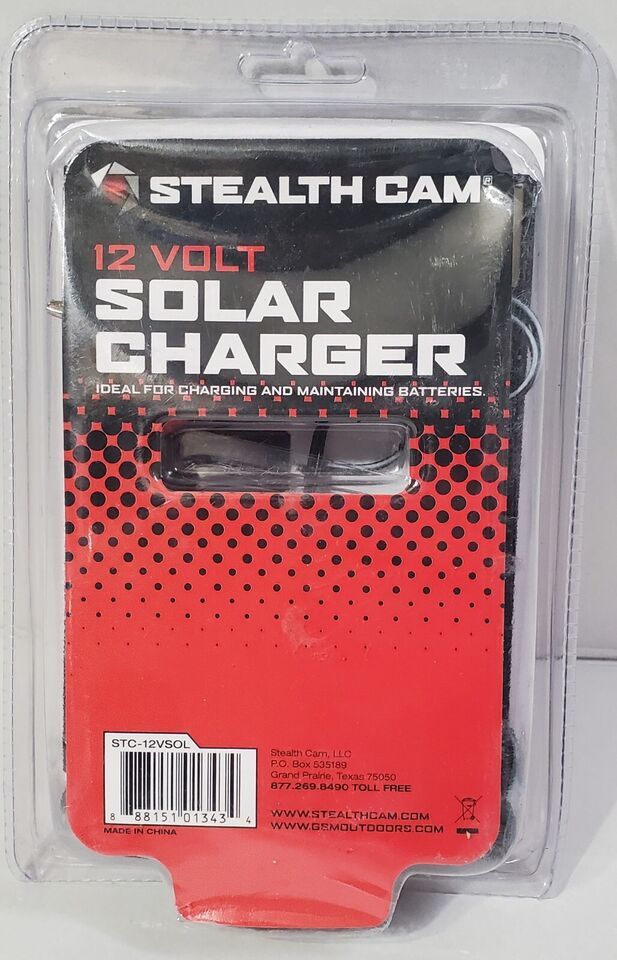 STEALTH CAM®
12 VOLT
SOLAR
CHARGER
IDEAL FOR CHARGING AND MAINTAINING BATTERIES.
STC-12VSOL
8 88151 01343 4
MADE IN CHINA
Stealth Cam, LLC
P.O. Box 535189
Grand Prairie, Texas 75050
877.269.8490 TOLL FREE
WWW.STEALTHCAM.COM
WWW.GSMOUTDOORS.COM